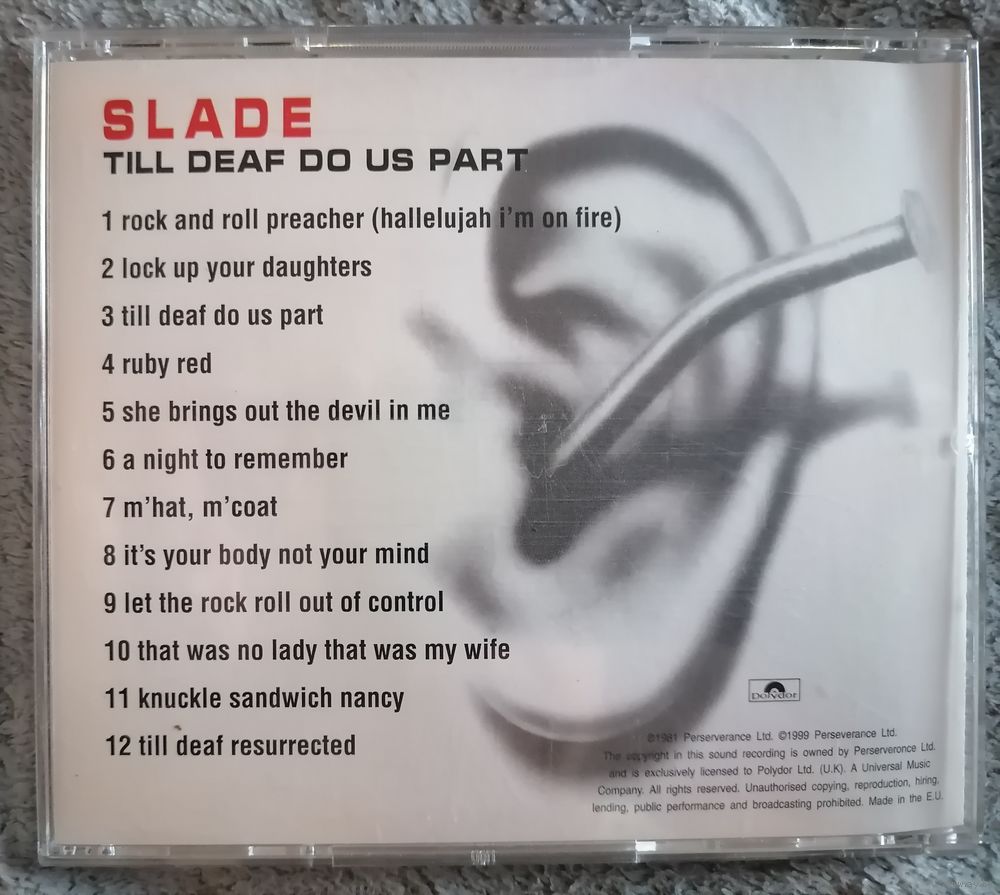 SLADE
TILL DEAF DO US PART
1 rock and roll preacher (hallelujah i'm on fire)
2 lock up your daughters
3 till deaf do us part
4 ruby red
5 she brings out the devil in me
6 a night to remember
7 m'hat, m'coat
8 it's your body not your mind
9 let the rock roll out of control
10 that was no lady that was my wife
11 knuckle sandwich nancy
12 till deaf resurrected
Polydor
℗1981 Perserverance Ltd. ©1999 Perserverance Ltd.
The copyright in this sound recording is owned by Perserveronce Ltd.
and is exclusively licensed to Polydor Ltd. (U.K). A Universal Music
Company. All rights reserved. Unauthorised copying, reproduction, hiring,
lending, public performance and broadcasting prohibited. Made in the E.U.